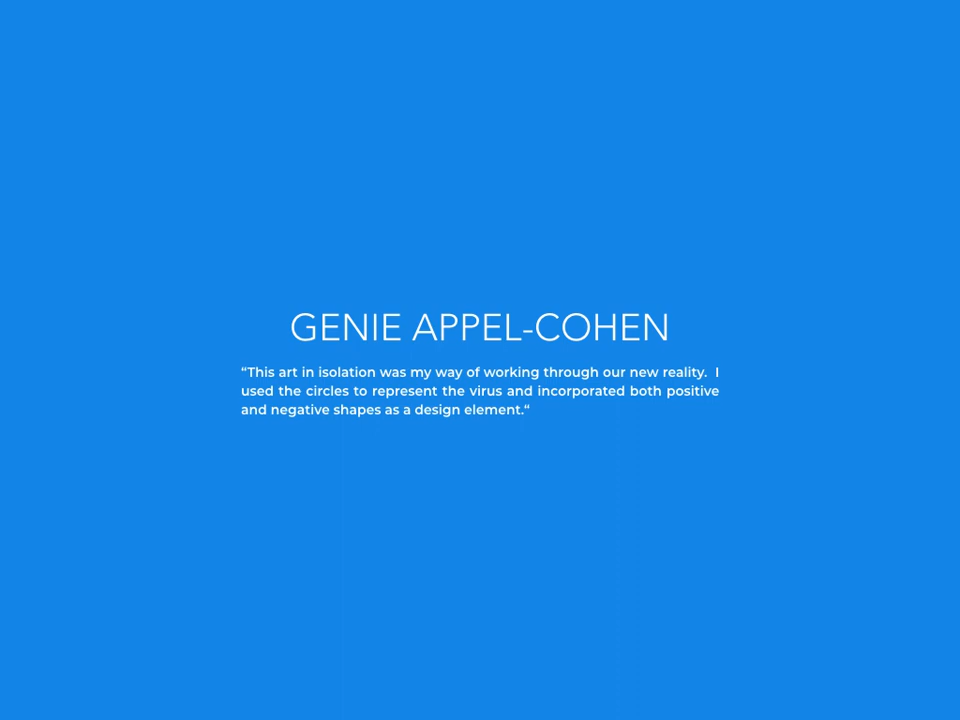 GENIE APPEL-COHEN
“This art in isolation was my way of working through our new reality.  I
used the circles to represent the virus and incorporated both positive
and negative shapes as a design element.“